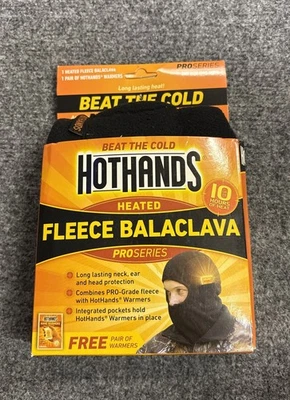 1 HEATED FLEECE BALACLAVA
1 PAIR OF HOTHANDS® WARMERS
PROSERIES
Long lasting heat!
BEAT THE COLD
BEAT THE COLD
HOTHANDS
HEATED
10
HOURS
OF HEAT
FLEECE BALACLAVA
PROSERIES
Long lasting neck, ear
and head protection
Combines PRO-Grade fleece
with HotHands® Warmers
Integrated pockets hold
HotHands® Warmers in place
FREE PAIR OF
WARMERS